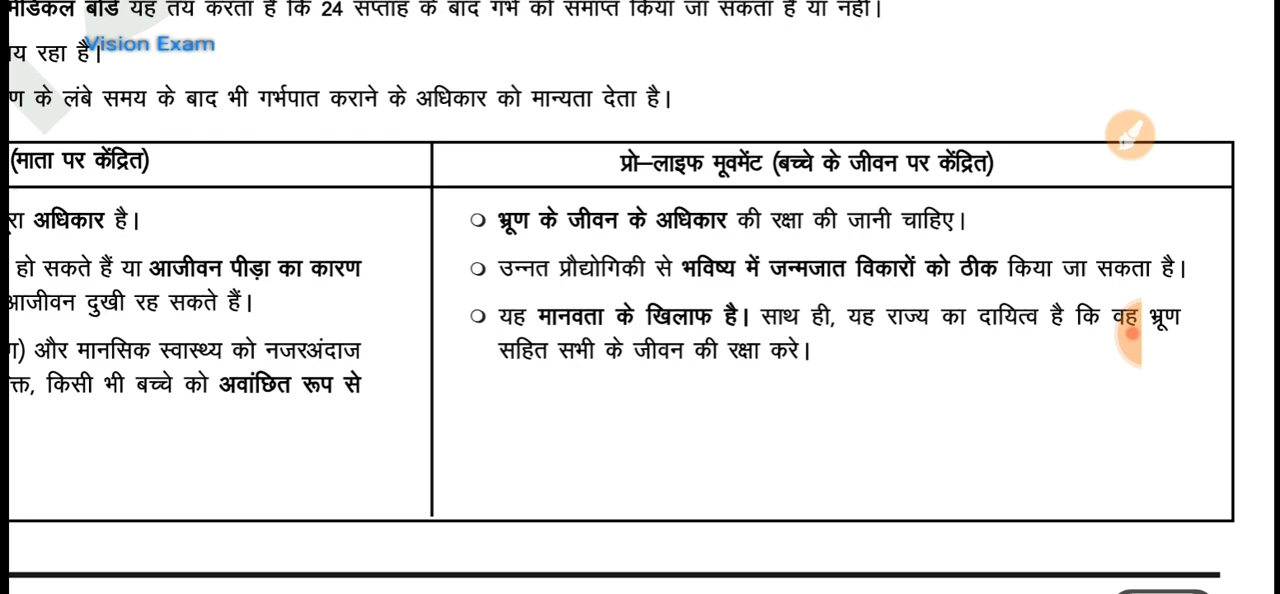 मेडिकल बोर्ड यह तय करता है कि 24 सप्ताह के बाद गर्भ को समाप्त किया जा सकता है या नहीं।
रहा है।
Vision Exam
के लंबे समय के बाद भी गर्भपात कराने के अधिकार को मान्यता देता है।
(माता पर केंद्रित)
अधिकार है।
हो सकते हैं या आजीवन पीड़ा का कारण
आजीवन दुखी रह सकते हैं।
और मानसिक स्वास्थ्य को नजरअंदाज
किसी भी बच्चे को अवांछित रूप से
प्रो–लाइफ मूवमेंट (बच्चे के जीवन पर केंद्रित)
○ भ्रूण के जीवन के अधिकार की रक्षा की जानी चाहिए।
○ उन्नत प्रौद्योगिकी से भविष्य में जन्मजात विकारों को ठीक किया जा सकता है।
○ यह मानवता के खिलाफ है। साथ ही, यह राज्य का दायित्व है कि वह भ्रूण
सहित सभी के जीवन की रक्षा करे।